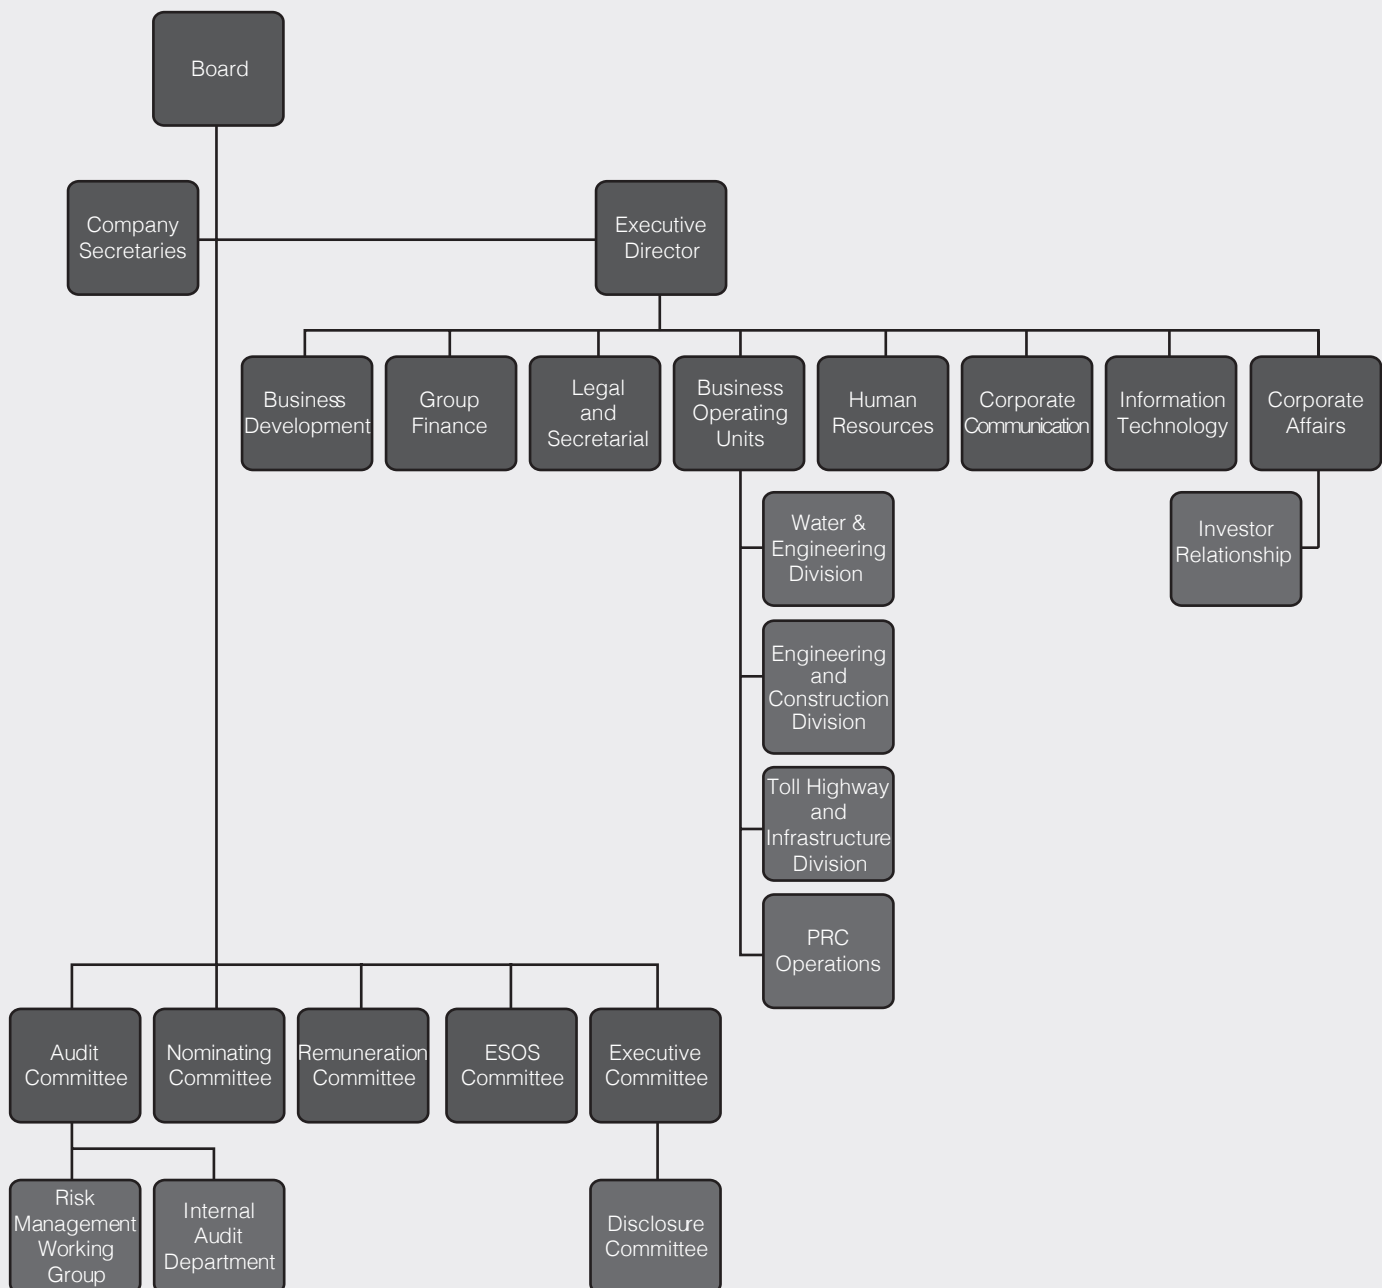 Board
Company
Secretaries
Executive
Director
Business
Development
Group
Finance
Legal
and
Secretarial
Business
Operating
Units
Human
Resources
Corporate
Communication
Information
Technology
Corporate
Affairs
Water &
Engineering
Division
Investor
Relationship
Engineering
and
Construction
Division
Toll Highway
and
Infrastructure
Division
PRC
Operations
Audit
Committee
Nominating
Committee
Remuneration
Committee
ESOS
Committee
Executive
Committee
Risk
Management
Working
Group
Internal
Audit
Department
Disclosure
Committee